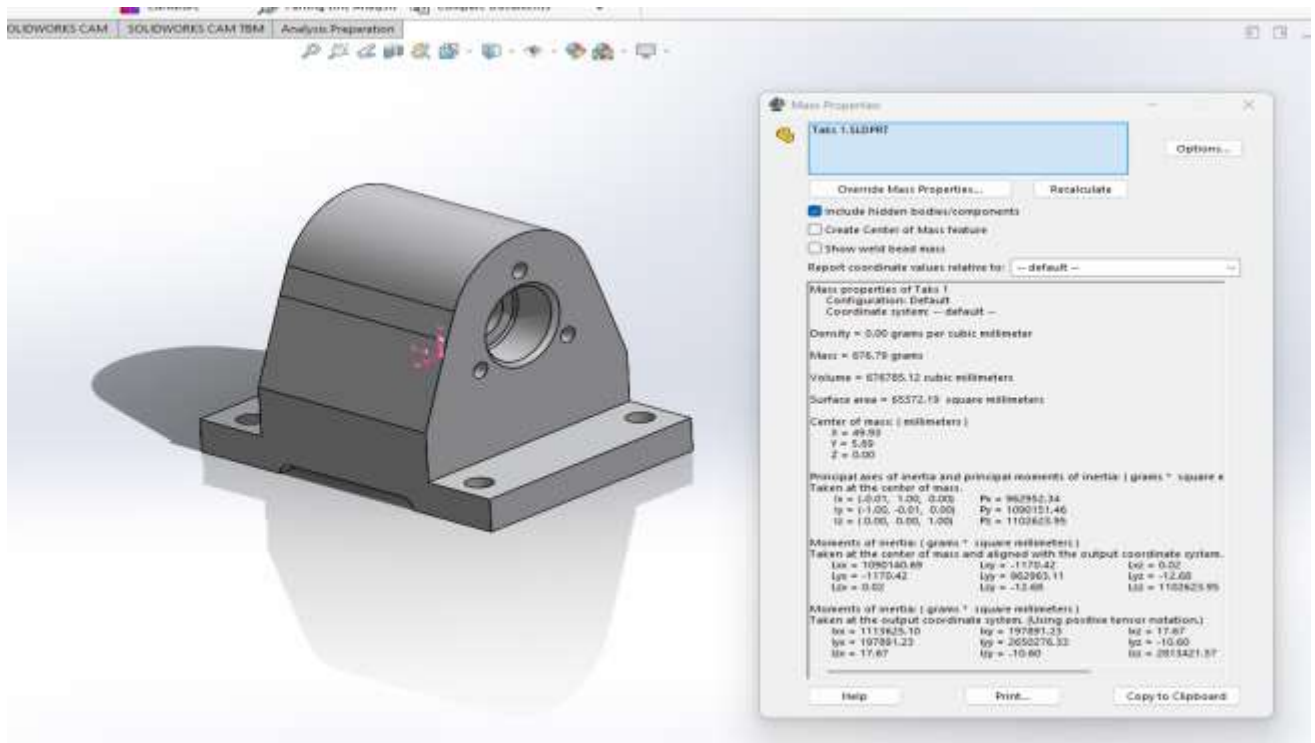 OLIDWORKS CAM SOLIDWORKS CAM TBM Analysis Preparation
Mass Properties
Taks 1.SLDPRT
Options...
Override Mass Properties... Recalculate
Include hidden bodies/components
Create Center of Mass feature
Show weld bead mass
Report coordinate values relative to: -- default --
Mass properties of Taks 1
Configuration: Default
Coordinate system: -- default --
Density = 0.00 grams per cubic millimeter
Mass = 676.79 grams
Volume = 676785.12 cubic millimeters
Surface area = 65372.19 square millimeters
Center of mass: ( millimeters )
X = 49.93
Y = 5.89
Z = 0.00
Principal axes of inertia and principal moments of inertia: ( grams * square
Taken at the center of mass.
Ix = (-0.01, 1.00, 0.00) Px = 962952.34
Iy = (-1.00, -0.01, 0.00) Py = 1090151.46
Iz = ( 0.00, 0.00, 1.00) Pz = 1102623.95
Moments of inertia: ( grams * square millimeters )
Taken at the center of mass and aligned with the output coordinate system.
Lxx = 1090140.69 Lxy = -1170.42 Lxz = 0.02
Lyx = -1170.42 Lyy = 962963.11 Lyz = -12.68
Lzx = 0.02 Lzy = -12.68 Lzz = 1102623.95
Moments of inertia: ( grams * square millimeters )
Taken at the output coordinate system. (Using positive tensor notation.)
Ixx = 1113625.10 Ixy = 197891.23 Ixz = 17.67
Iyx = 197891.23 Iyy = 2650276.33 Iyz = -10.60
Izx = 17.67 Izy = -10.60 Izz = 2813421.37
Help Print... Copy to Clipboard